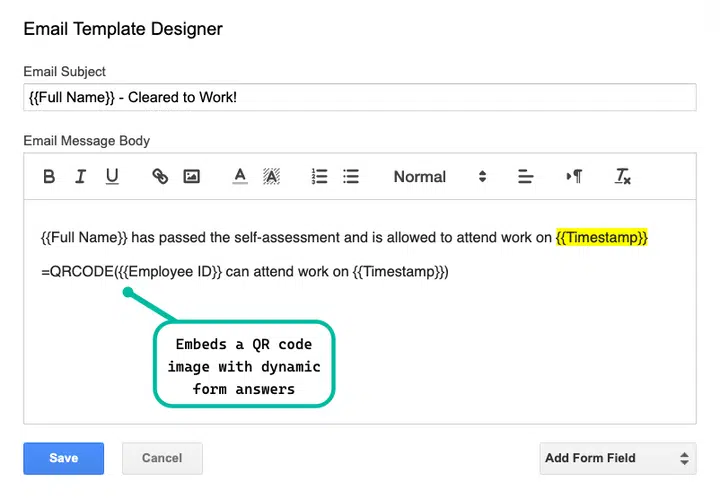 Email Template Designer
Email Subject
{{Full Name}} - Cleared to Work!
Email Message Body
B I U A A Normal Tx
{{Full Name}} has passed the self-assessment and is allowed to attend work on {{Timestamp}}
=QRCODE({{Employee ID}} can attend work on {{Timestamp}})
Embeds a QR code
image with dynamic
form answers
Save Cancel Add Form Field